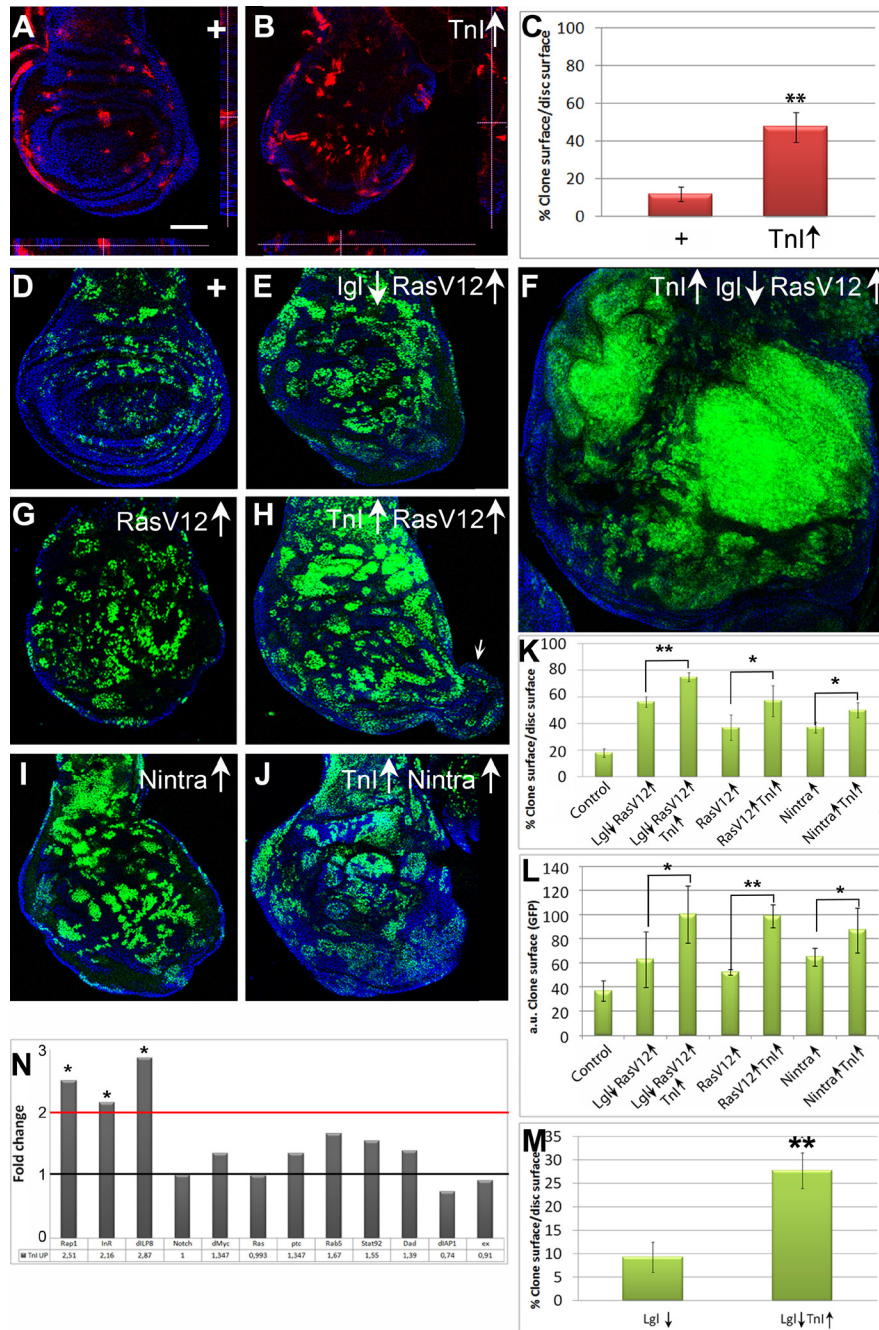 A
+
B
TnI↑
C
% Clone surface/disc surface
100
80
60
40
20
0
**
+
TnI↑
D
+
E
lgl↓ RasV12↑
F
TnI↑ lgl↓ RasV12↑
G
RasV12↑
H
TnI↑ RasV12↑
I
Nintra↑
J
TnI↑ Nintra↑
K
% Clone surface/disc surface
100
80
60
40
20
0
**
*
*
Control
Lgl↓ RasV12↑
Lgl↓ RasV12↑
TnI↑
RasV12↑
RasV12↑TnI↑
Nintra↑
Nintra↑TnI↑
L
a.u. Clone surface (GFP)
140
120
100
80
60
40
20
0
*
**
*
Control
Lgl↓ RasV12↑
Lgl↓ RasV12↑
TnI↑
RasV12↑
RasV12↑TnI↑
Nintra↑
Nintra↑TnI↑
M
% Clone surface/disc surface
35
30
25
20
15
10
5
0
**
Lgl ↓
Lgl↓TnI↑
N
Fold change
3
2
1
0
*
*
*
Rap1 InR dILP8 Notch dMyc Ras ptc Rab5 Stat92 Dad dIAP1 ex
TnI UP 2,51 2,16 2,87 1 1,347 0,993 1,347 1,67 1,55 1,39 0,74 0,91